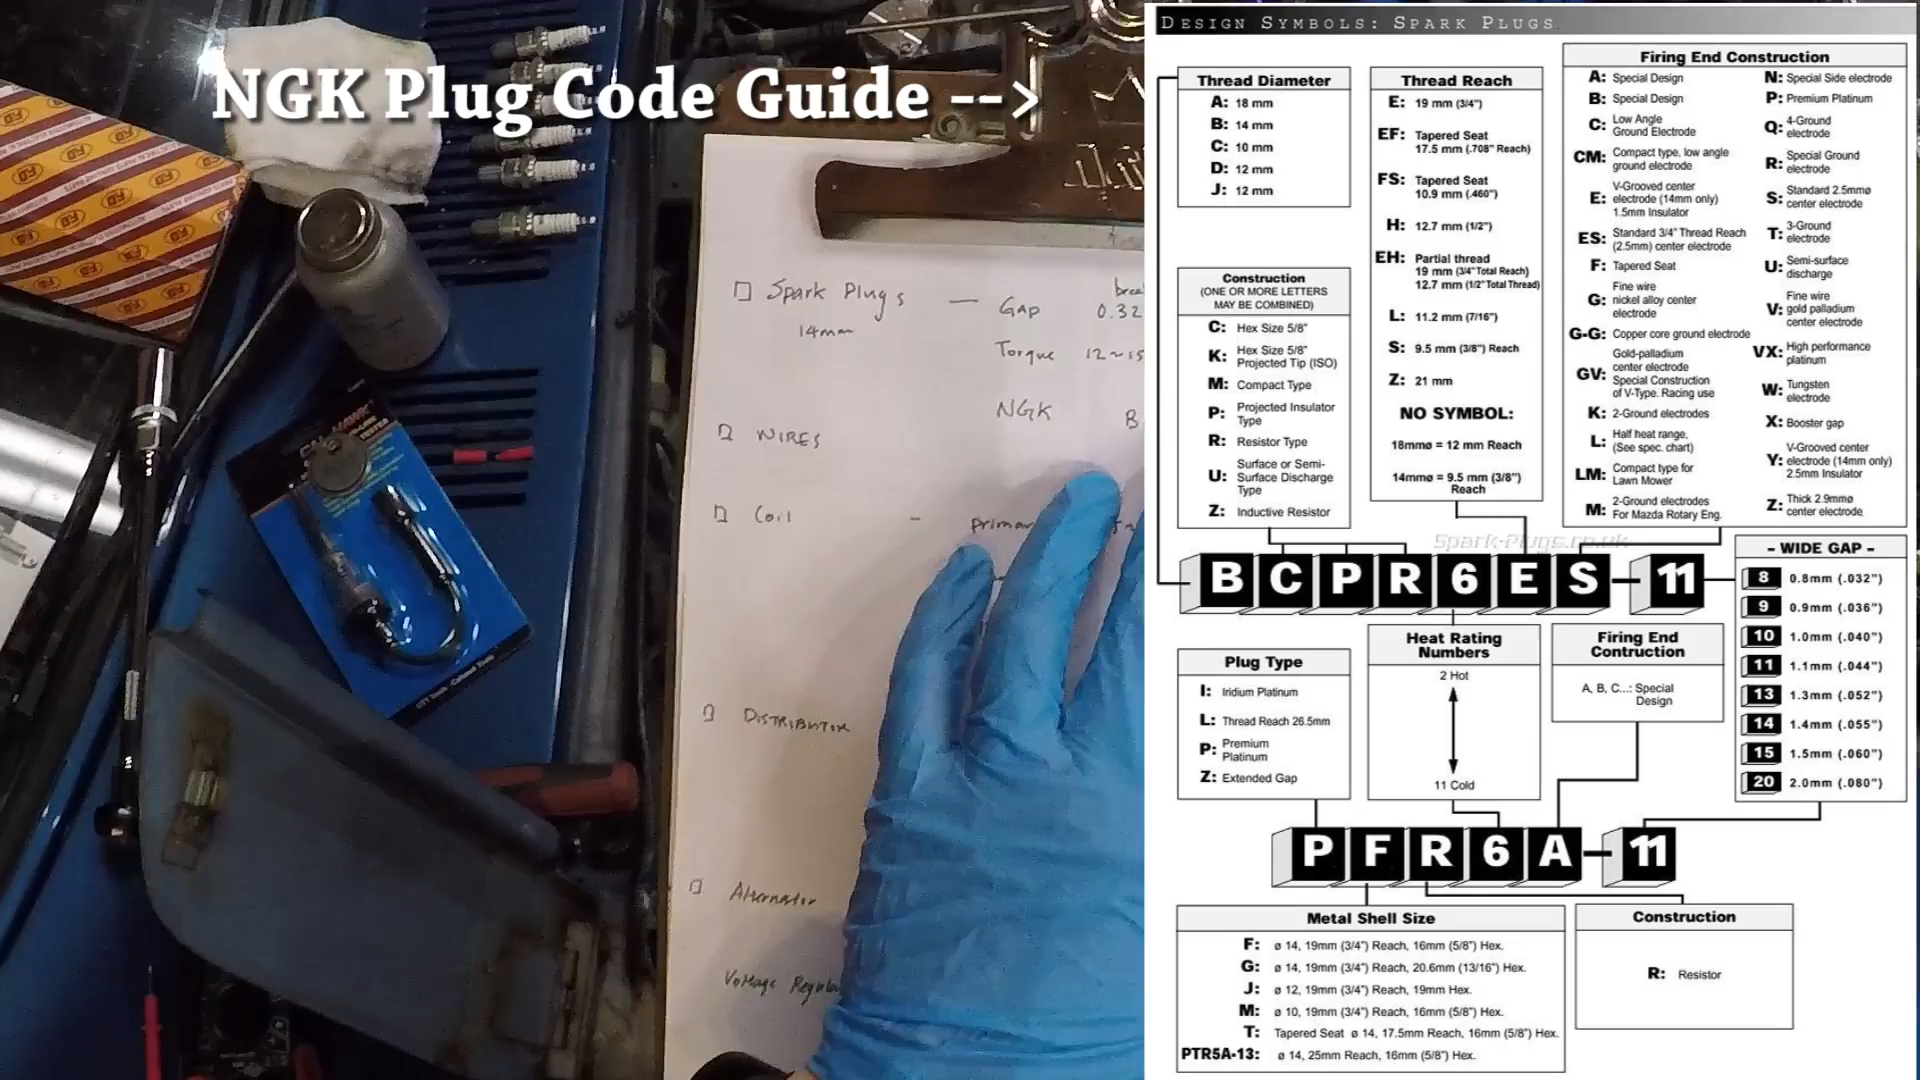 NGK Plug Code Guide -->
Spark Plugs — Gap 0.32
14mm
Torque 12~15
NGK B
WIRES
Coil -
DISTRIBUTOR
Alternator
Voltage
DESIGN SYMBOLS: SPARK PLUGS
Thread Diameter
A: 18 mm
B: 14 mm
C: 10 mm
D: 12 mm
J: 12 mm
Construction
(ONE OR MORE LETTERS
MAY BE COMBINED)
C: Hex Size 5/8"
K: Hex Size 5/8"
Projected Tip (ISO)
M: Compact Type
P: Projected Insulator
Type
R: Resistor Type
U: Surface or Semi-
Surface Discharge
Type
Z: Inductive Resistor
Thread Reach
E: 19 mm (3/4")
EF: Tapered Seat
17.5 mm (.708" Reach)
FS: Tapered Seat
10.9 mm (.460")
H: 12.7 mm (1/2")
EH: Partial thread
19 mm (3/4" Total Reach)
12.7 mm (1/2" Total Thread)
L: 11.2 mm (7/16")
S: 9.5 mm (3/8") Reach
Z: 21 mm
NO SYMBOL:
18mmø = 12 mm Reach
14mmø = 9.5 mm (3/8")
Reach
Firing End Construction
A: Special Design
B: Special Design
C: Low Angle
Ground Electrode
CM: Compact type, low angle
ground electrode
E: V-Grooved center
electrode (14mm only)
1.5mm Insulator
ES: Standard 3/4" Thread Reach
(2.5mm) center electrode
F: Tapered Seat
G: Fine wire
nickel alloy center
electrode
G-G: Copper core ground electrode
GV: Gold-palladium
center electrode
Special Construction
of V-Type. Racing use
K: 2-Ground electrodes
L: Half heat range,
(See spec. chart)
LM: Compact type for
Lawn Mower
M: 2-Ground electrodes
For Mazda Rotary Eng.
N: Special Side electrode
P: Premium Platinum
Q: 4-Ground
electrode
R: Special Ground
electrode
S: Standard 2.5mmø
center electrode
T: 3-Ground
electrode
U: Semi-surface
discharge
V: Fine wire
gold palladium
center electrode
VX: High performance
platinum
W: Tungsten
electrode
X: Booster gap
Y: V-Grooved center
electrode (14mm only)
2.5mm Insulator
Z: Thick 2.9mmø
center electrode
Spark-Plugs.co.uk
BCPR6ES-11
- WIDE GAP -
8 0.8mm (.032")
9 0.9mm (.036")
10 1.0mm (.040")
11 1.1mm (.044")
13 1.3mm (.052")
14 1.4mm (.055")
15 1.5mm (.060")
20 2.0mm (.080")
Plug Type
I: Iridium Platinum
L: Thread Reach 26.5mm
P: Premium
Platinum
Z: Extended Gap
Heat Rating
Numbers
2 Hot
11 Cold
Firing End
Contruction
A, B, C...: Special
Design
PFR6A-11
Metal Shell Size
F: ø 14, 19mm (3/4") Reach, 16mm (5/8") Hex.
G: ø 14, 19mm (3/4") Reach, 20.6mm (13/16") Hex.
J: ø 12, 19mm (3/4") Reach, 19mm Hex.
M: ø 10, 19mm (3/4") Reach, 16mm (5/8") Hex.
T: Tapered Seat ø 14, 17.5mm Reach, 16mm (5/8") Hex.
PTR5A-13: ø 14, 25mm Reach, 16mm (5/8") Hex.
Construction
R: Resistor